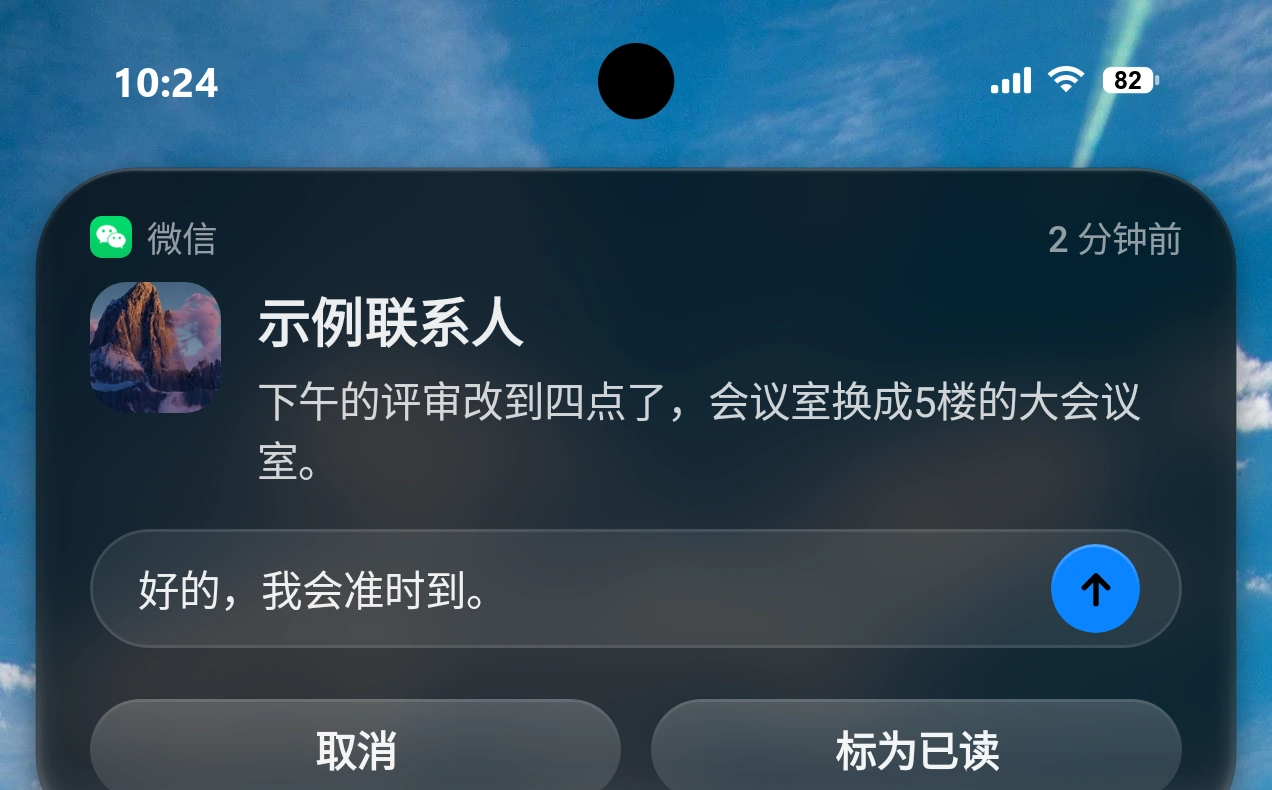 10:24
82
微信
2 分钟前
示例联系人
下午的评审改到四点了，会议室换成5楼的大会议
室。
好的，我会准时到。
取消
标为已读